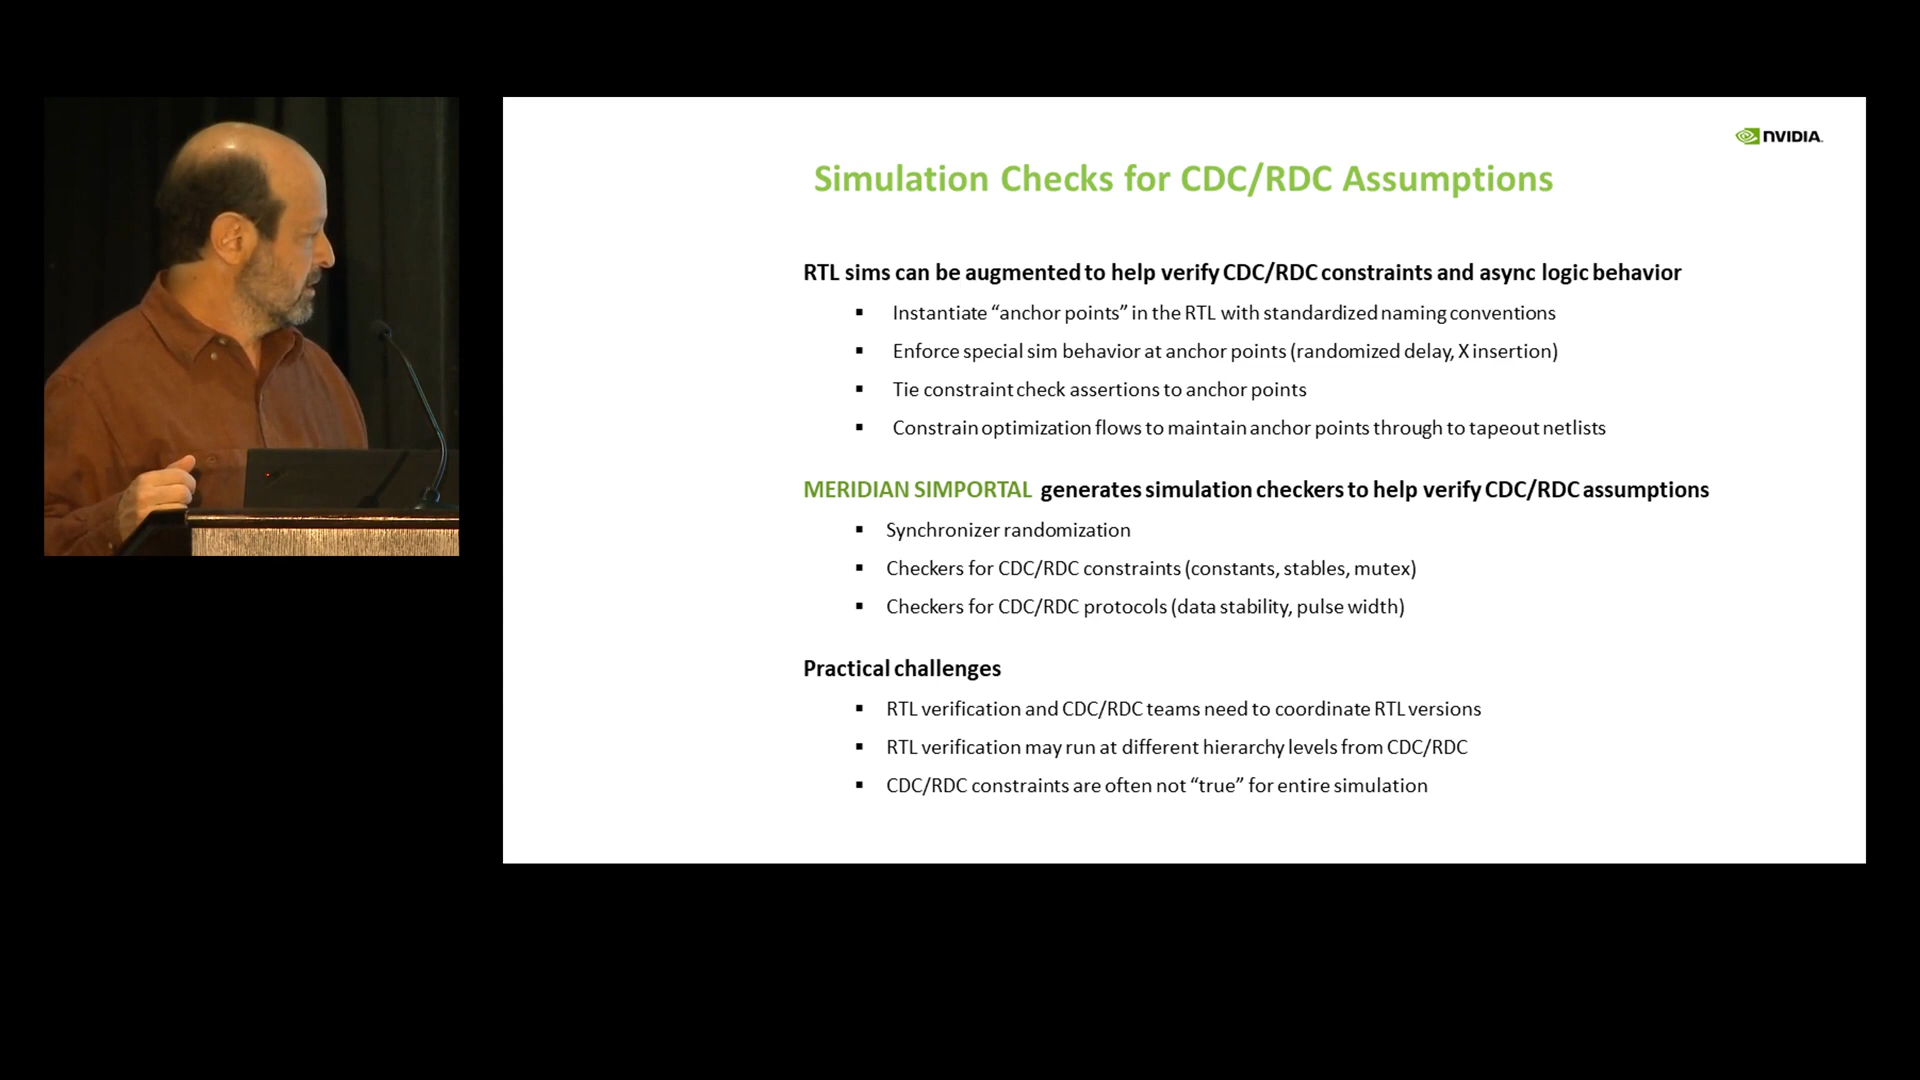 NVIDIA.
Simulation Checks for CDC/RDC Assumptions
RTL sims can be augmented to help verify CDC/RDC constraints and async logic behavior
▪ Instantiate “anchor points” in the RTL with standardized naming conventions
▪ Enforce special sim behavior at anchor points (randomized delay, X insertion)
▪ Tie constraint check assertions to anchor points
▪ Constrain optimization flows to maintain anchor points through to tapeout netlists
MERIDIAN SIMPORTAL generates simulation checkers to help verify CDC/RDC assumptions
▪ Synchronizer randomization
▪ Checkers for CDC/RDC constraints (constants, stables, mutex)
▪ Checkers for CDC/RDC protocols (data stability, pulse width)
Practical challenges
▪ RTL verification and CDC/RDC teams need to coordinate RTL versions
▪ RTL verification may run at different hierarchy levels from CDC/RDC
▪ CDC/RDC constraints are often not “true” for entire simulation